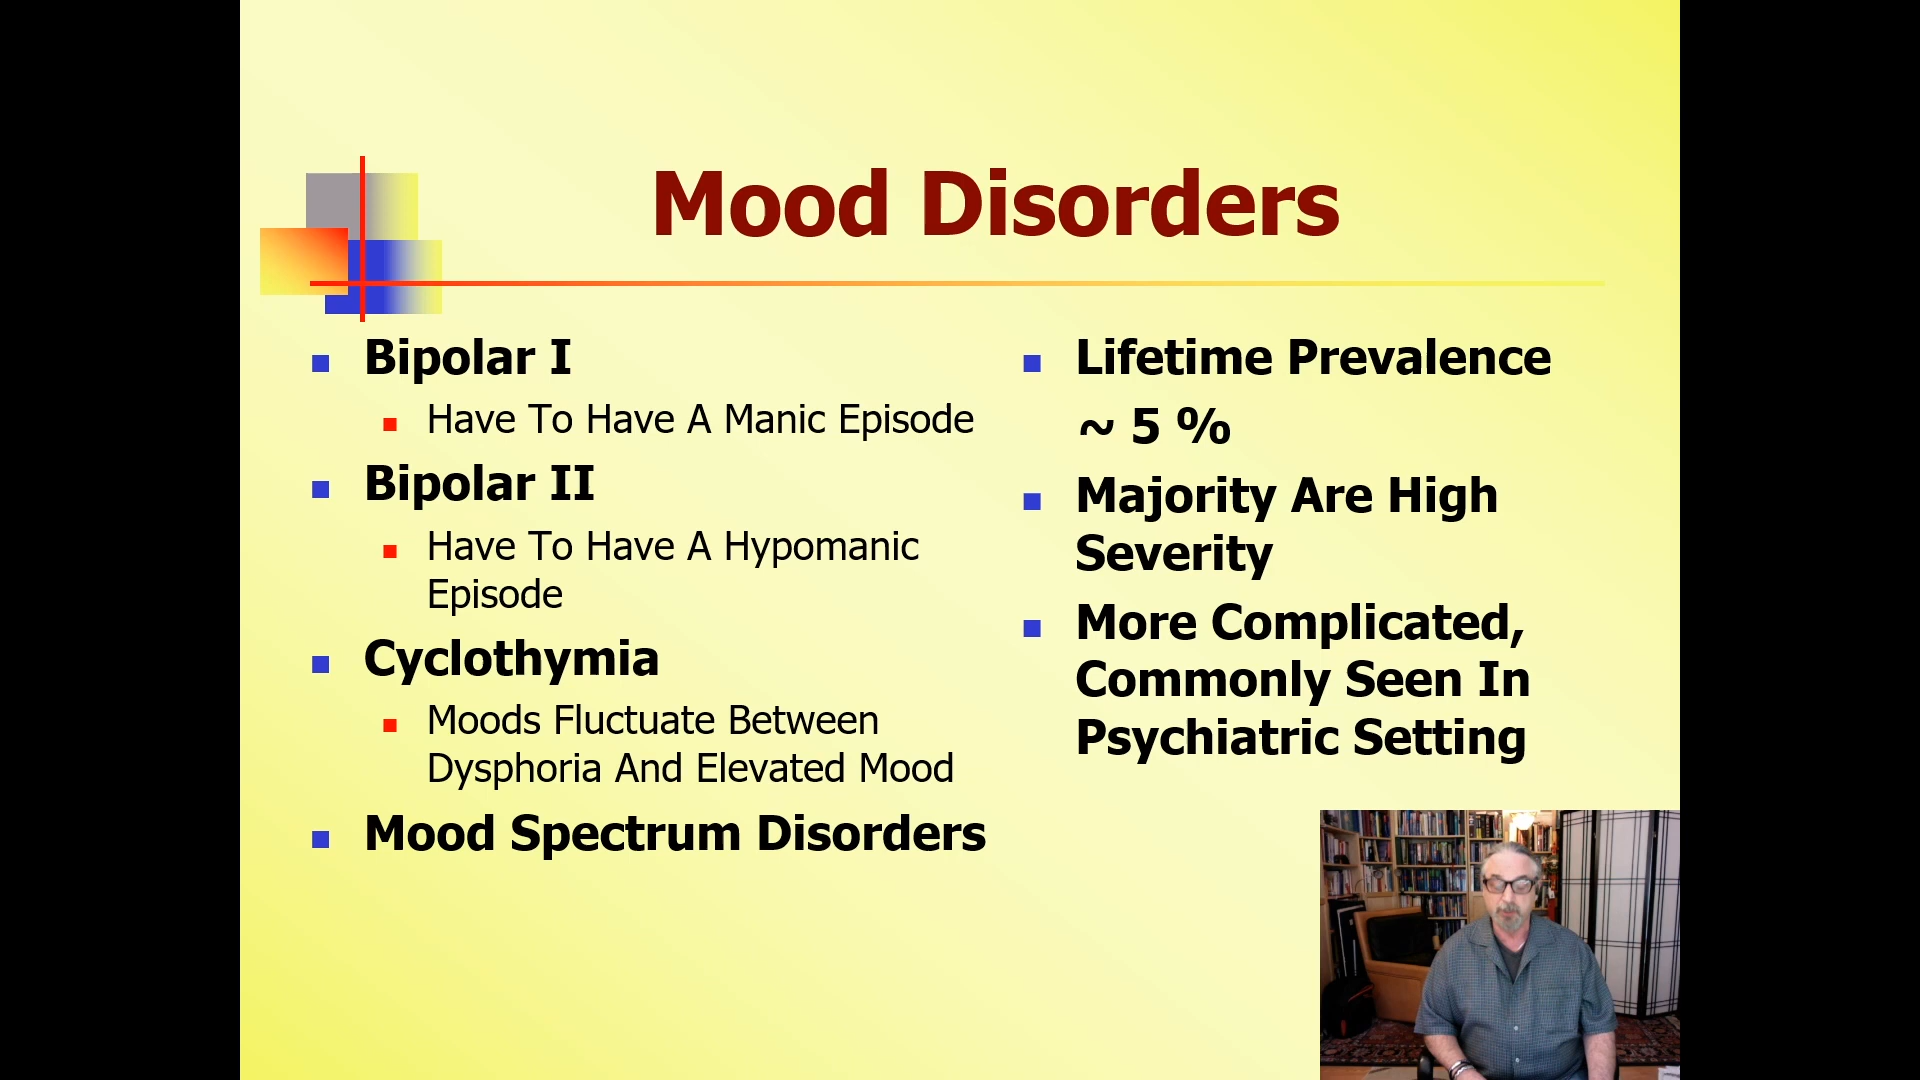 Mood Disorders
Bipolar I
Have To Have A Manic Episode
Bipolar II
Have To Have A Hypomanic
Episode
Cyclothymia
Moods Fluctuate Between
Dysphoria And Elevated Mood
Mood Spectrum Disorders
Lifetime Prevalence
~ 5 %
Majority Are High
Severity
More Complicated,
Commonly Seen In
Psychiatric Setting